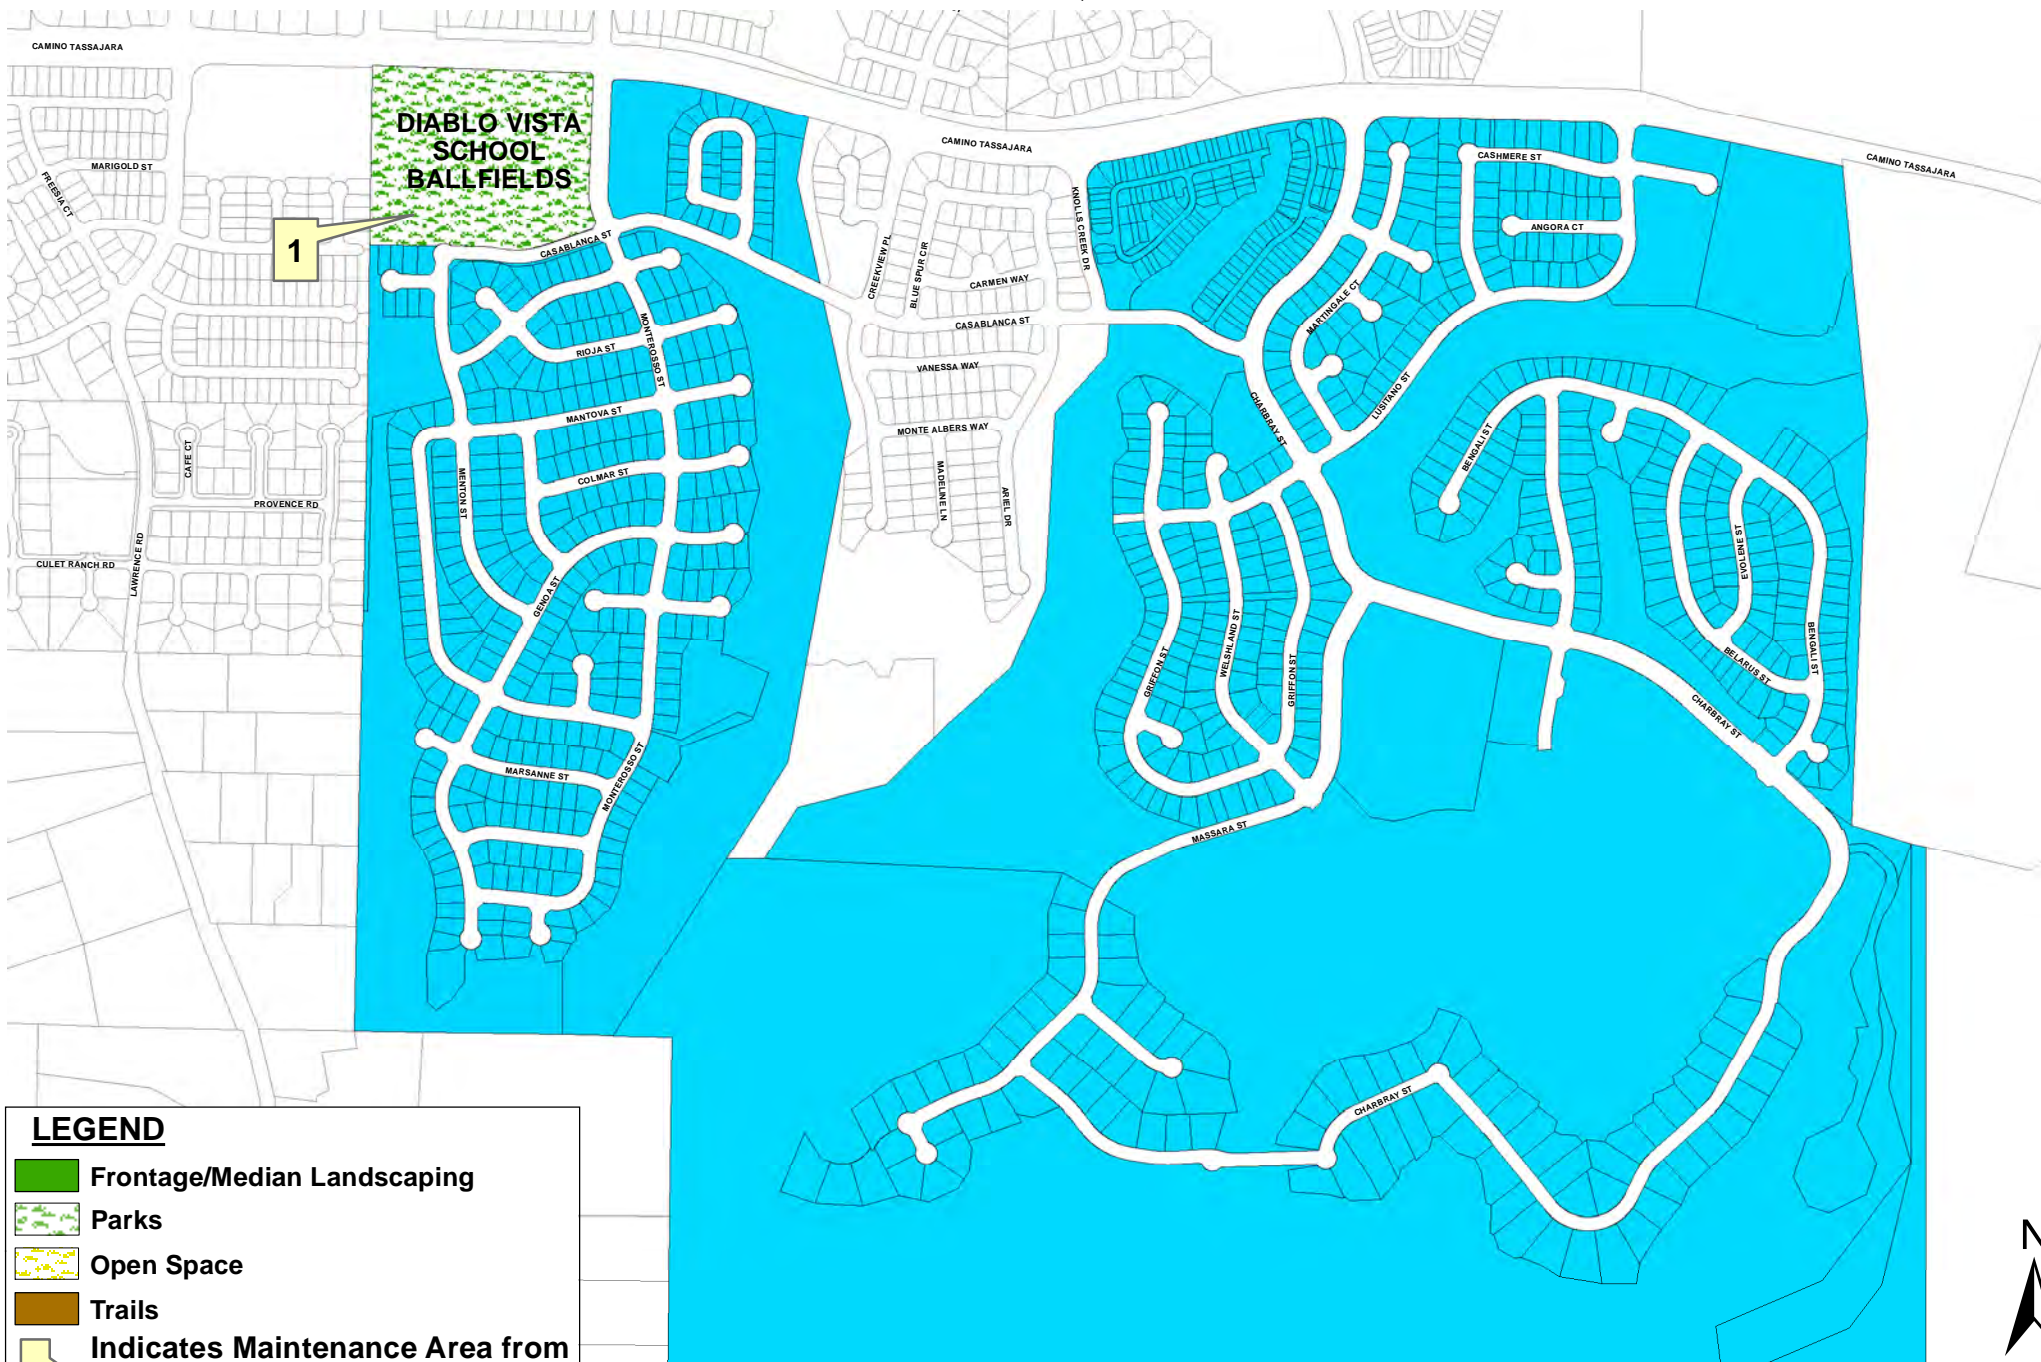 CAMINO TASSAJARA
DIABLO VISTA
SCHOOL
BALLFIELDS
CAMINO TASSAJARA
CAMINO TASSAJARA
MARIGOLD ST
FREESIA CT
1
CASABLANCA ST
CREEKVIEW PL
BLUE SPUR CIR
KNOLLS CREEK DR
CARMEN WAY
CASABLANCA ST
CASHMERE ST
ANGORA CT
MARTINGALE CT
LUSITANO ST
CHARBRAY ST
RIOJA ST
MONTEROSSO ST
VANESSA WAY
MANTOVA ST
MONTE ALBERS WAY
MADELINE LN
ARIEL DR
CAFE CT
MENTON ST
COLMAR ST
PROVENCE RD
LAWRENCE RD
CULET RANCH RD
GENOA ST
BENGALI ST
EVOLENE ST
BENGALI ST
BELARUS ST
GRIFFON ST
WELSHLAND ST
GRIFFON ST
CHARBRAY ST
MARSANNE ST
MONTEROSSO ST
MASSARA ST
CHARBRAY ST
LEGEND
Frontage/Median Landscaping
Parks
Open Space
Trails
Indicates Maintenance Area from
N